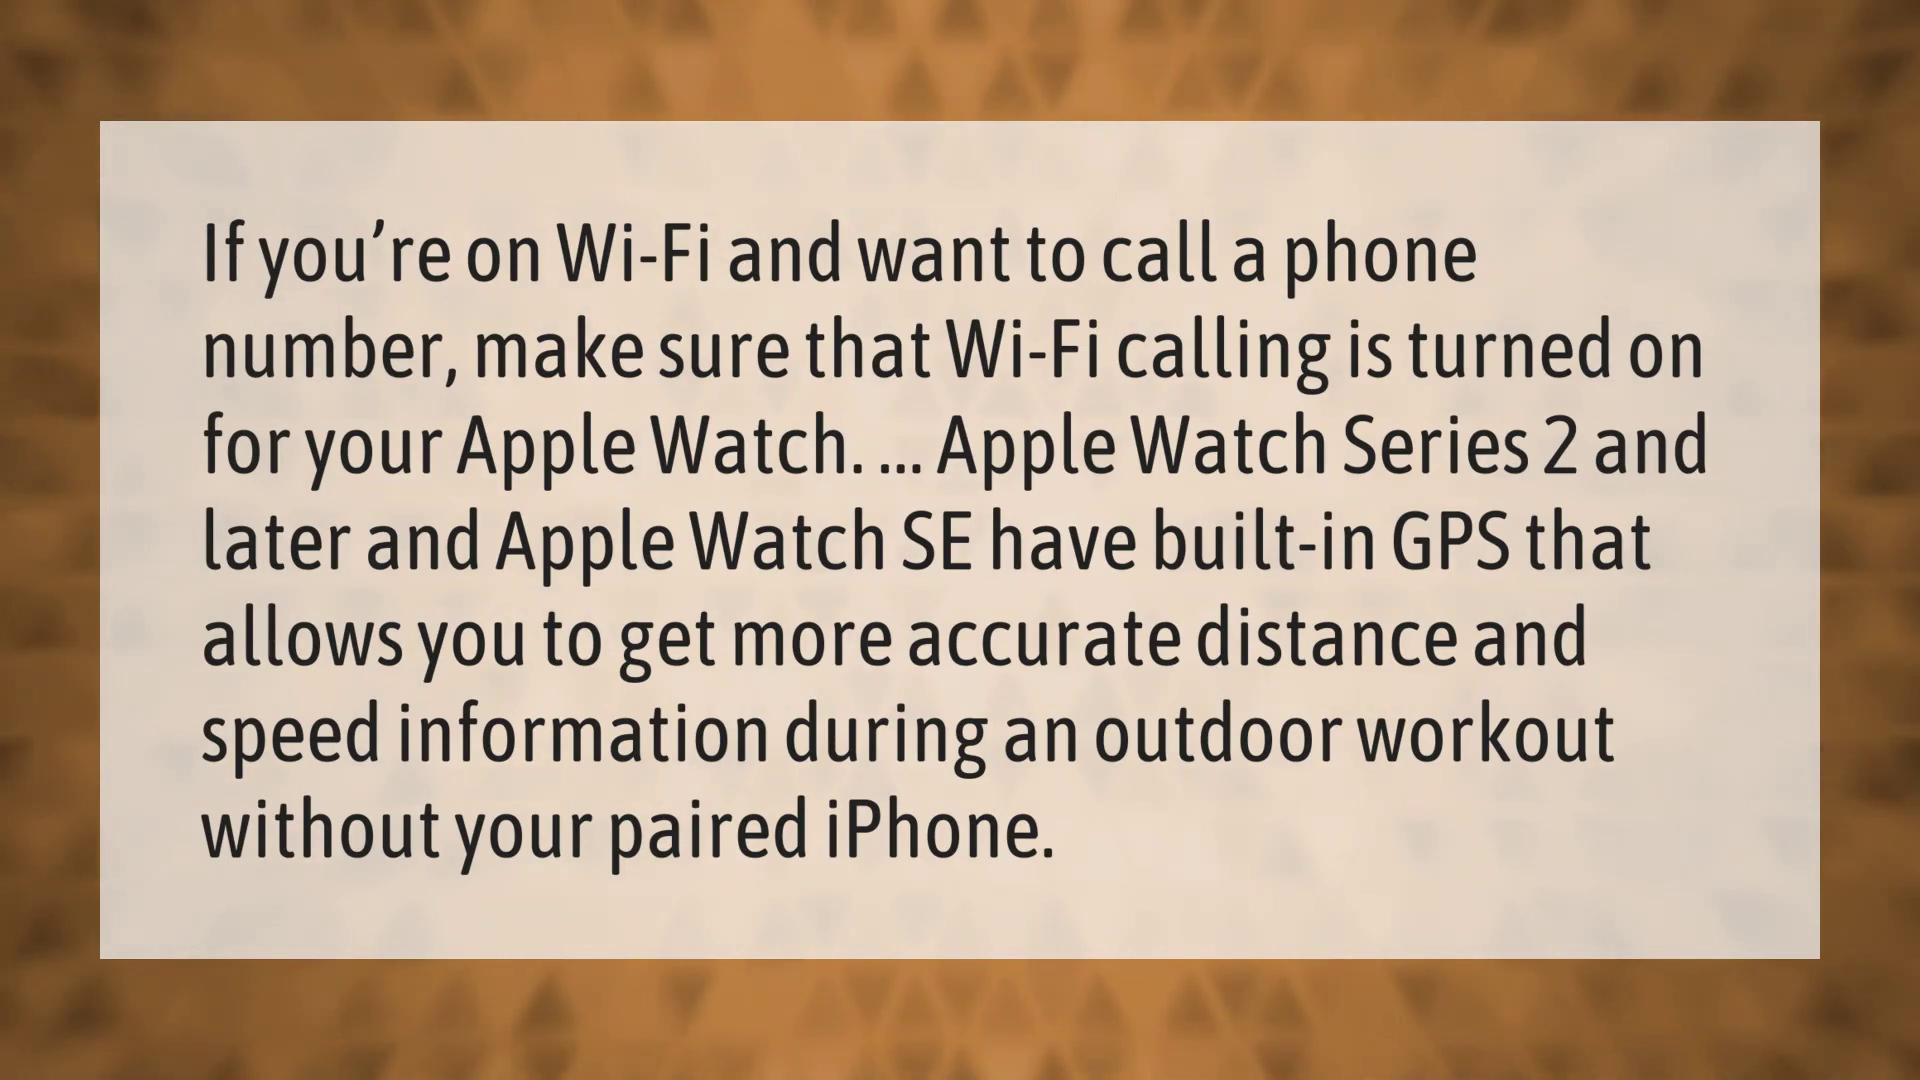 If you’re on Wi-Fi and want to call a phone
number, make sure that Wi-Fi calling is turned on
for your Apple Watch. ... Apple Watch Series 2 and
later and Apple Watch SE have built-in GPS that
allows you to get more accurate distance and
speed information during an outdoor workout
without your paired iPhone.